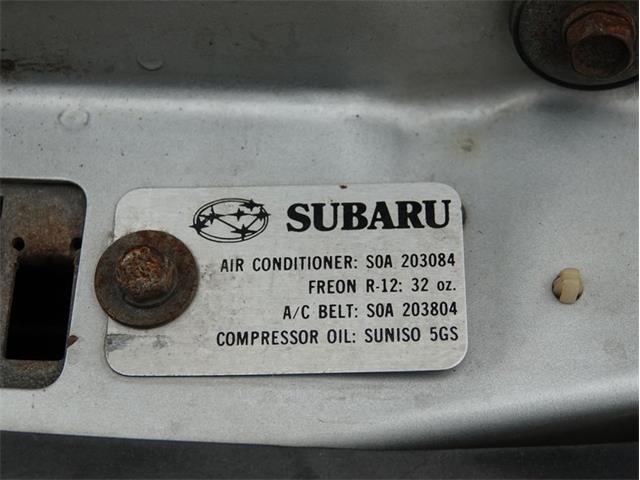 SUBARU
AIR CONDITIONER: SOA 203084
FREON R-12: 32 oz.
A/C BELT: SOA 203804
COMPRESSOR OIL: SUNISO 5GS